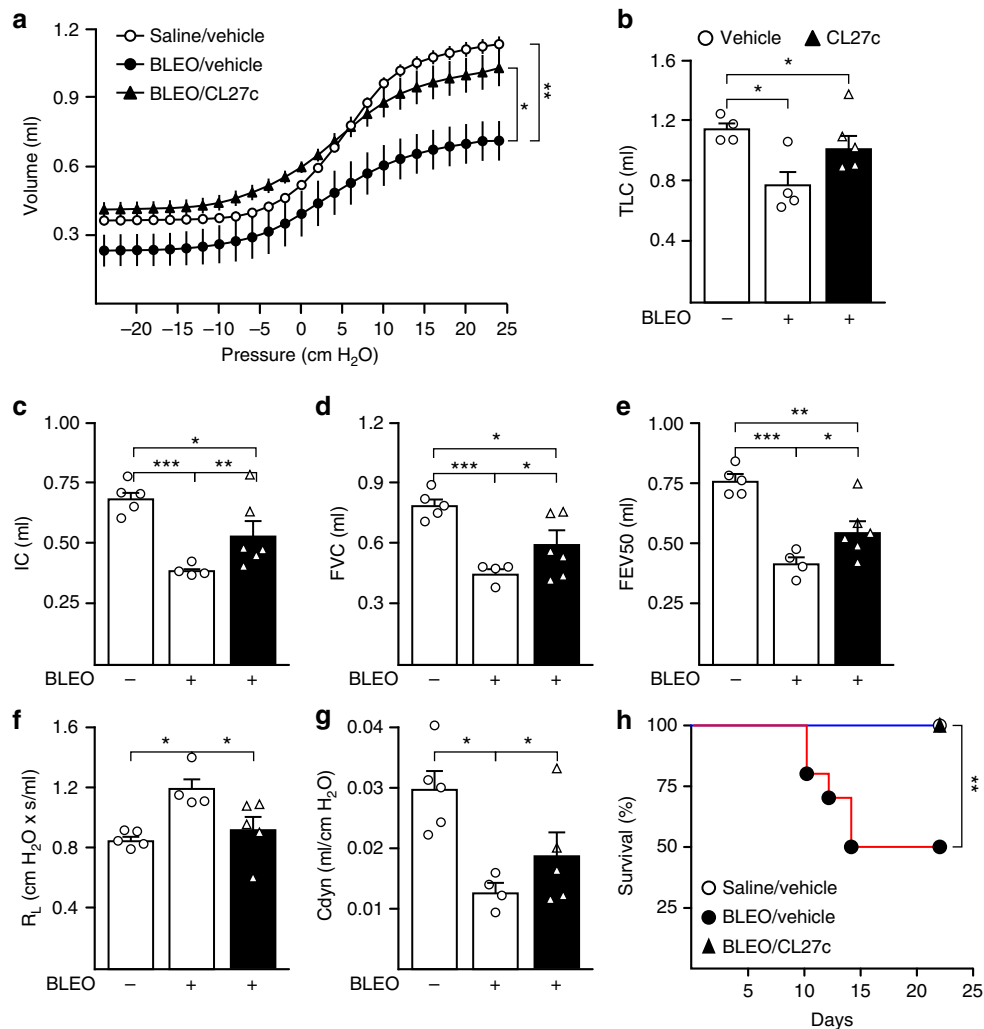 a
Volume (ml)
1.2
0.9
0.6
0.3
Saline/vehicle
BLEO/vehicle
BLEO/CL27c
*
**
–20 –15 –10 –5 0 5 10 15 20 25
Pressure (cm H2O)
b
Vehicle CL27c
TLC (ml)
1.6
1.2
0.8
0.4
*
*
BLEO – + +
c
IC (ml)
1.00
0.75
0.50
0.25
*
*** **
BLEO – + +
d
FVC (ml)
1.2
0.9
0.6
0.3
*
*** *
BLEO – + +
e
FEV50 (ml)
1.00
0.75
0.50
0.25
**
*** *
BLEO – + +
f
RL (cm H2O x s/ml)
1.6
1.2
0.8
0.4
* *
BLEO – + +
g
Cdyn (ml/cm H2O)
0.04
0.03
0.02
0.01
* *
BLEO – + +
h
Survival (%)
100
75
50
25
**
Saline/vehicle
BLEO/vehicle
BLEO/CL27c
5 10 15 20 25
Days